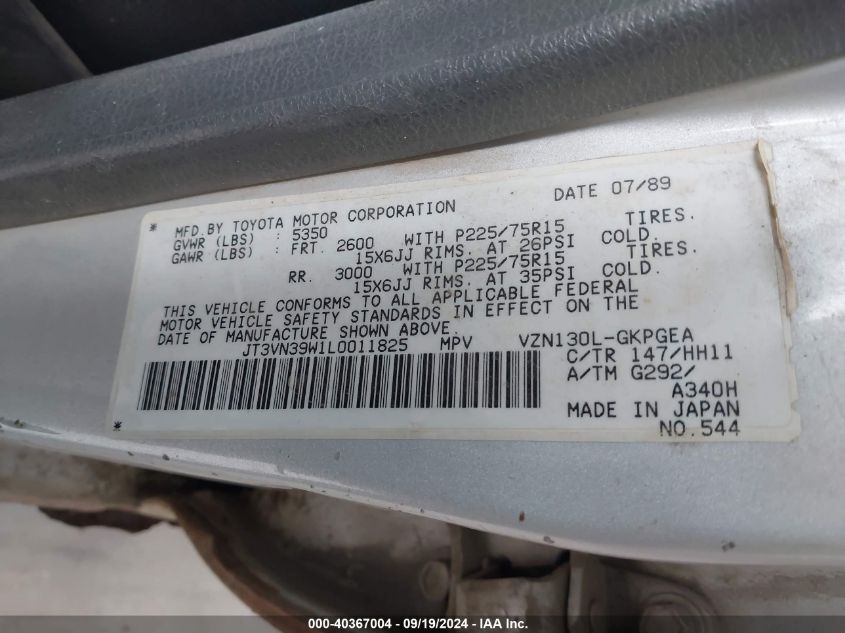 DATE 07/89
* MFD.BY TOYOTA MOTOR CORPORATION
GVWR (LBS) : 5350
GAWR (LBS) : FRT. 2600 WITH P225/75R15 TIRES.
15X6JJ RIMS. AT 26PSI COLD.
RR. 3000 WITH P225/75R15 TIRES.
15X6JJ RIMS. AT 35PSI COLD.
THIS VEHICLE CONFORMS TO ALL APPLICABLE FEDERAL
MOTOR VEHICLE SAFETY STANDARDS IN EFFECT ON THE
DATE OF MANUFACTURE SHOWN ABOVE.
JT3VN39W1L0011825 MPV VZN130L-GKPGEA
C/TR 147/HH11
A/TM G292/
A340H
MADE IN JAPAN
* NO.544
000-40367004 - 09/19/2024 - IAA Inc.